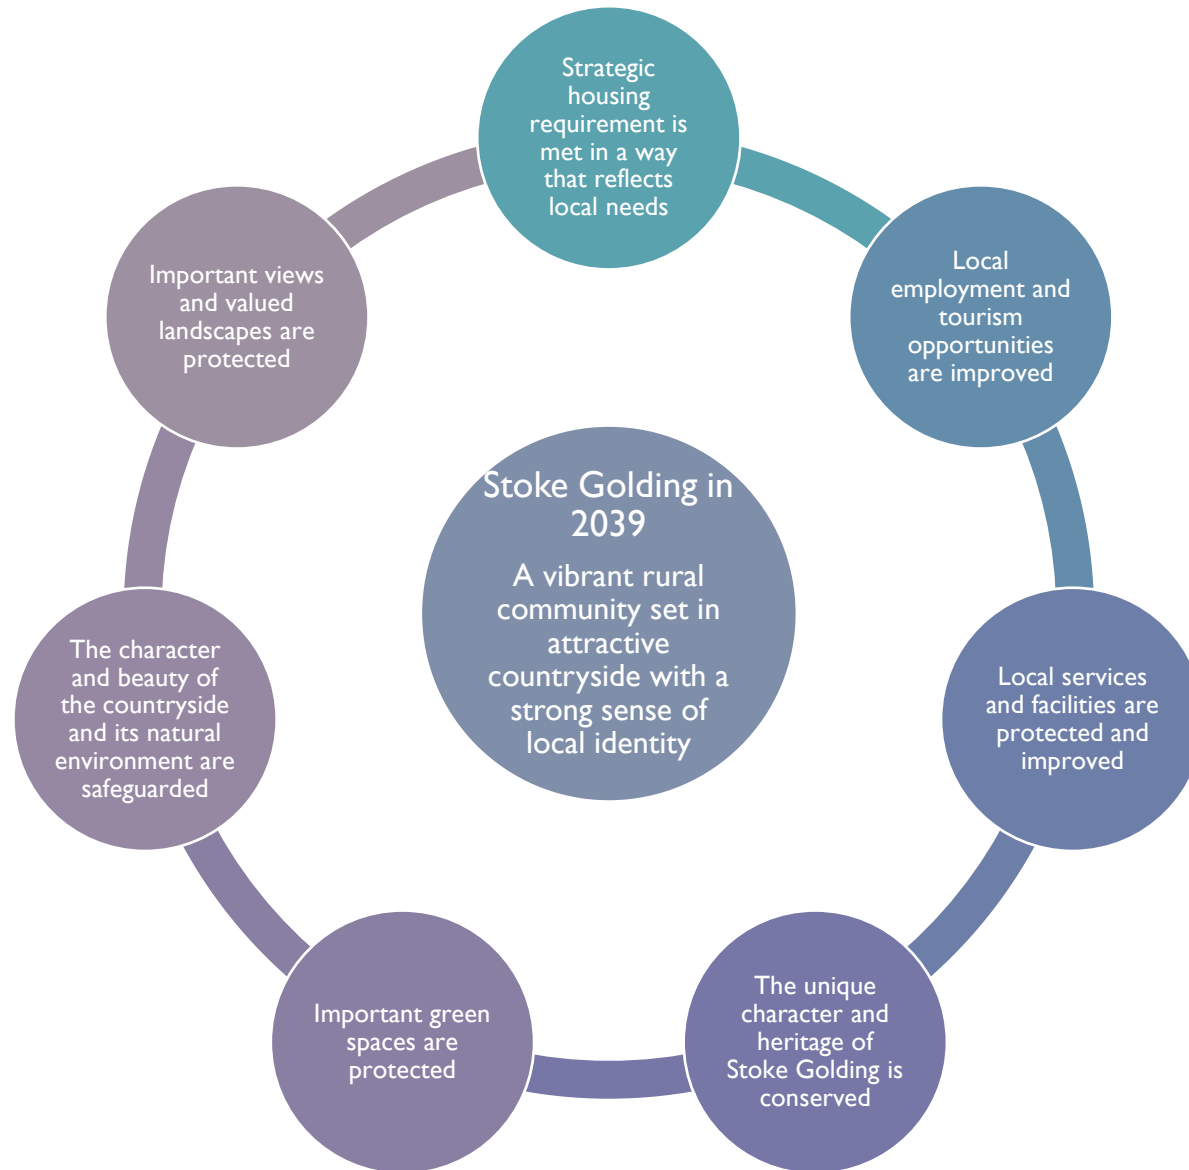 Strategic
housing
requirement is
met in a way
that reflects
local needs
Local
employment and
tourism
opportunities
are improved
Local services
and facilities are
protected and
improved
The unique
character and
heritage of
Stoke Golding is
conserved
Important green
spaces are
protected
The character
and beauty of
the countryside
and its natural
environment are
safeguarded
Important views
and valued
landscapes are
protected
Stoke Golding in
2039
A vibrant rural
community set in
attractive
countryside with a
strong sense of
local identity